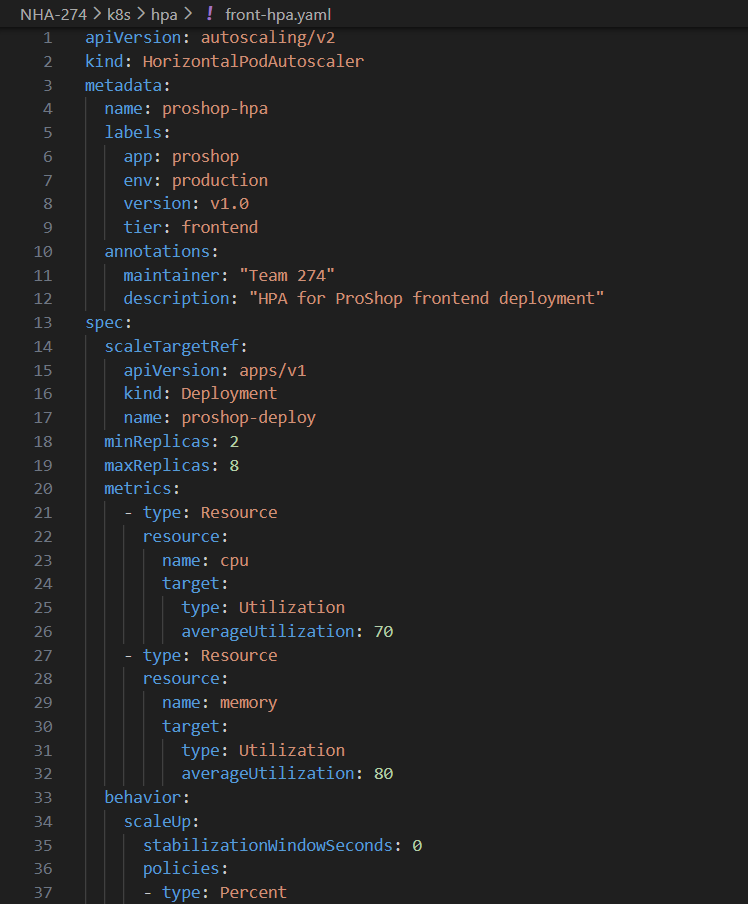 NHA-274 > k8s > hpa > ! front-hpa.yaml
1 apiVersion: autoscaling/v2
2 kind: HorizontalPodAutoscaler
3 metadata:
4   name: proshop-hpa
5   labels:
6     app: proshop
7     env: production
8     version: v1.0
9     tier: frontend
10   annotations:
11     maintainer: "Team 274"
12     description: "HPA for ProShop frontend deployment"
13 spec:
14   scaleTargetRef:
15     apiVersion: apps/v1
16     kind: Deployment
17     name: proshop-deploy
18   minReplicas: 2
19   maxReplicas: 8
20   metrics:
21     - type: Resource
22       resource:
23         name: cpu
24         target:
25           type: Utilization
26           averageUtilization: 70
27     - type: Resource
28       resource:
29         name: memory
30         target:
31           type: Utilization
32           averageUtilization: 80
33   behavior:
34     scaleUp:
35       stabilizationWindowSeconds: 0
36       policies:
37       - type: Percent